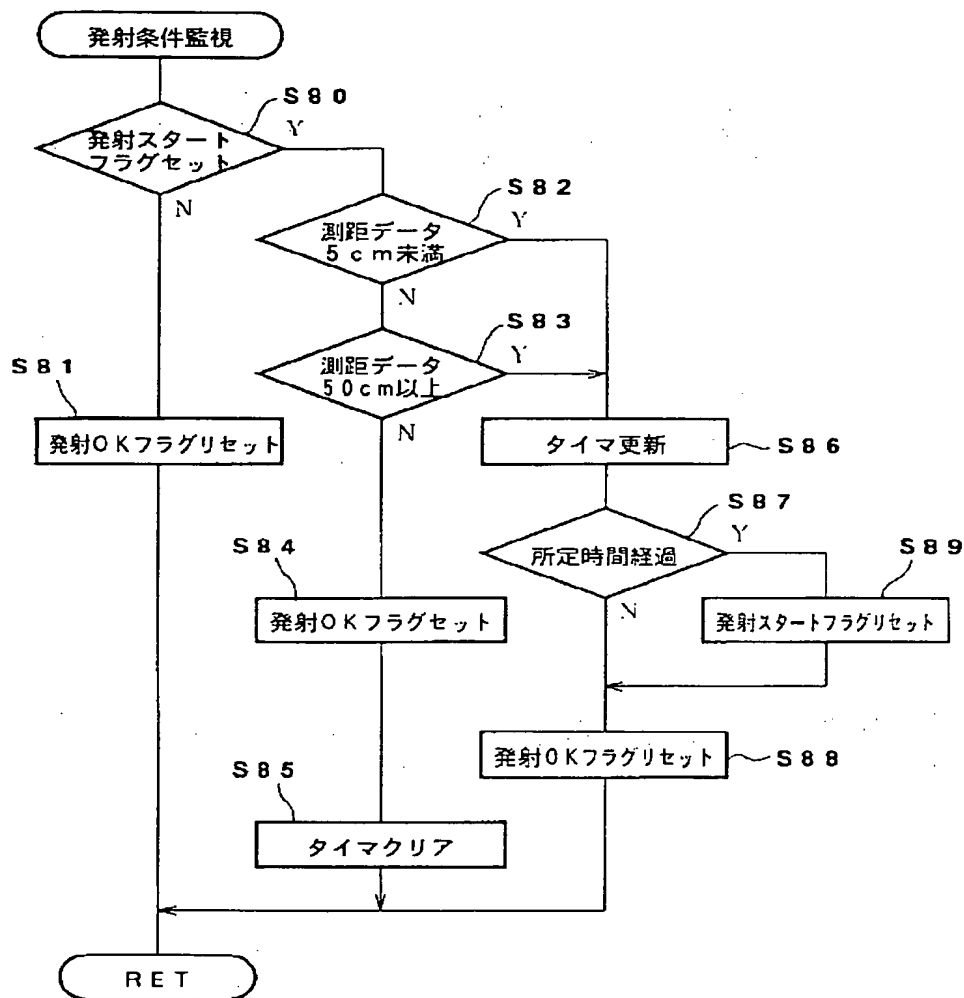 発射条件監視
S80
発射スタート
フラグセット
Y
N
S82
測距データ
5cm未満
Y
N
S83
測距データ
50cm以上
Y
N
S81
発射OKフラグリセット
タイマ更新
S86
S87
所定時間経過
Y
N
S89
発射スタートフラグリセット
S84
発射OKフラグセット
発射OKフラグリセット
S88
S85
タイマクリア
RET